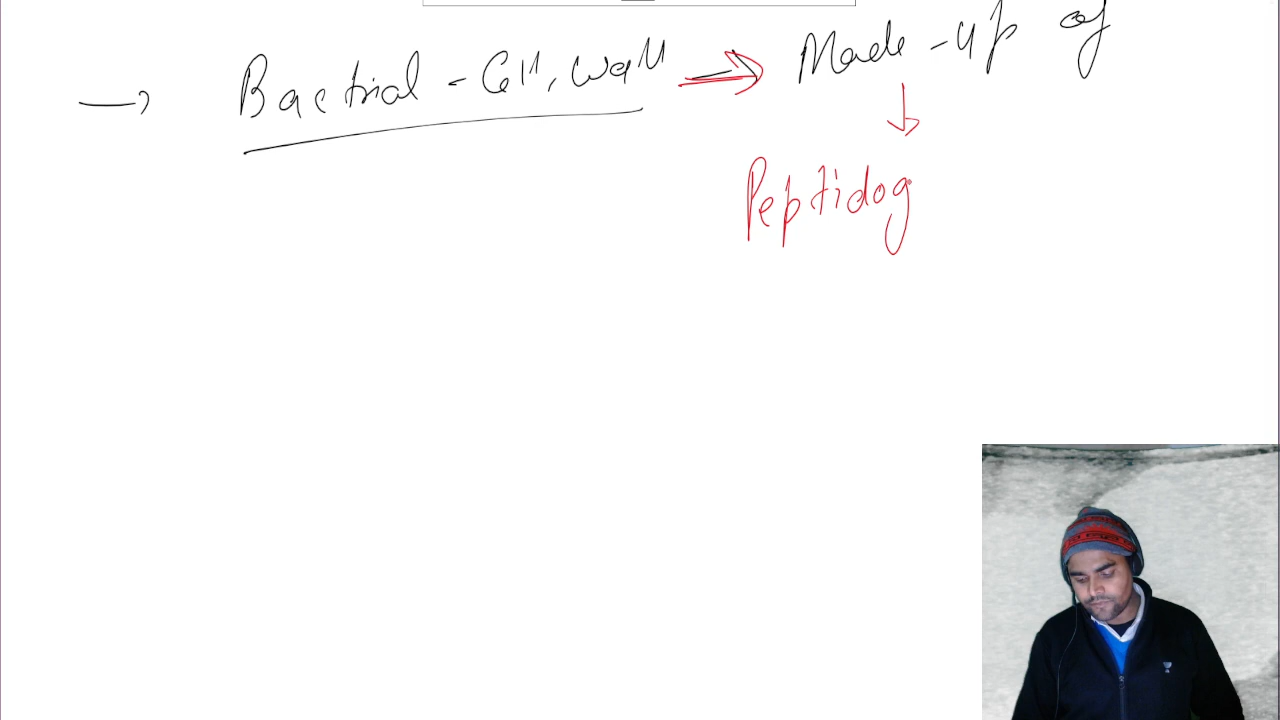 → Bactrial - Cell, wall ⇒ Made - up of
↓
Peptidog